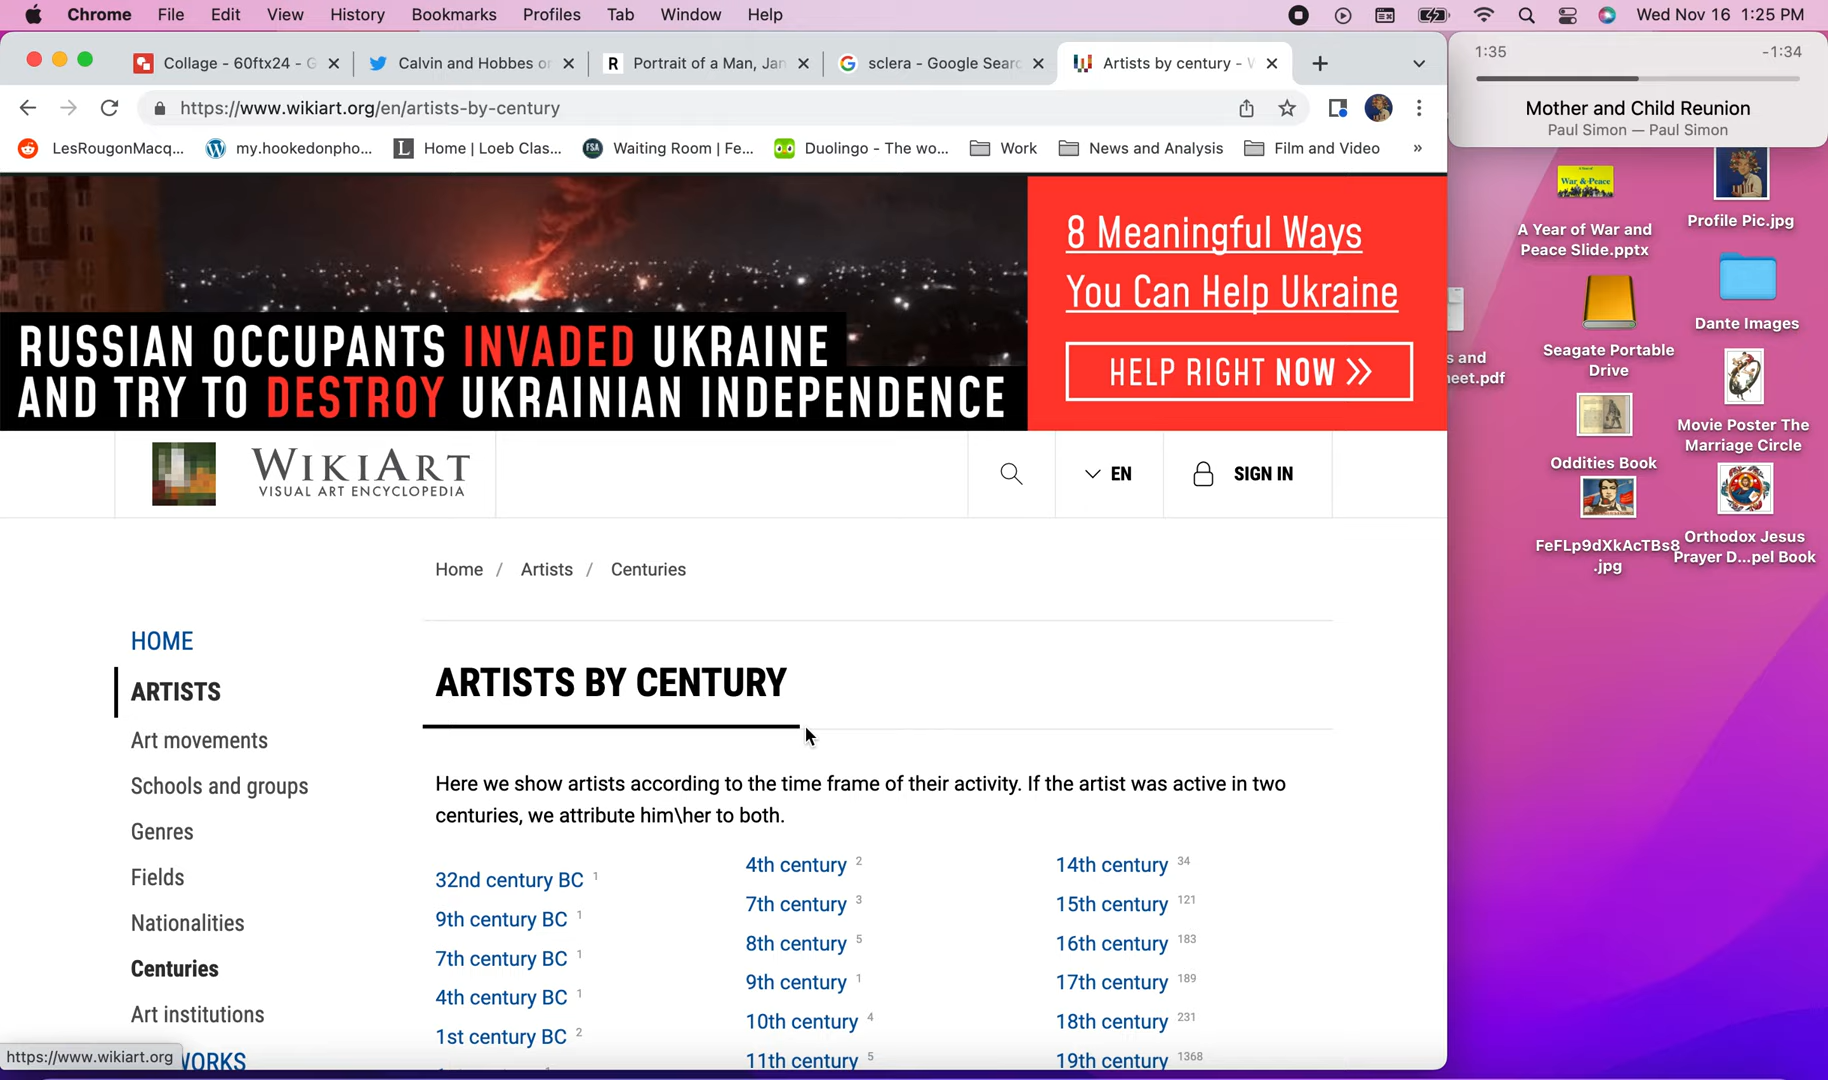 Chrome File Edit View History Bookmarks Profiles Tab Window Help Wed Nov 16 1:25 PM
Collage - 60ftx24 - G
Calvin and Hobbes or
R Portrait of a Man, Jan
sclera - Google Searc
Artists by century - W
https://www.wikiart.org/en/artists-by-century
LesRougonMacq...
my.hookedonpho...
L Home | Loeb Clas...
FSA Waiting Room | Fe...
Duolingo - The wo...
Work
News and Analysis
Film and Video
»
1:35 -1:34
Mother and Child Reunion
Paul Simon — Paul Simon
RUSSIAN OCCUPANTS INVADED UKRAINE
AND TRY TO DESTROY UKRAINIAN INDEPENDENCE
8 Meaningful Ways
You Can Help Ukraine
HELP RIGHT NOW >>
WIKIART
VISUAL ART ENCYCLOPEDIA
EN
SIGN IN
Home / Artists / Centuries
HOME
ARTISTS
Art movements
Schools and groups
Genres
Fields
Nationalities
Centuries
Art institutions
WORKS
https://www.wikiart.org
ARTISTS BY CENTURY
Here we show artists according to the time frame of their activity. If the artist was active in two
centuries, we attribute him\her to both.
32nd century BC 1
9th century BC 1
7th century BC 1
4th century BC 1
1st century BC 2
4th century 2
7th century 3
8th century 5
9th century 1
10th century 4
11th century 5
14th century 34
15th century 121
16th century 183
17th century 189
18th century 231
19th century 1368
War & Peace
A Year of War and
Peace Slide.pptx
Profile Pic.jpg
Dante Images
Seagate Portable
Drive
s and
eet.pdf
Movie Poster The
Marriage Circle
Oddities Book
FeFLp9dXkAcTBs8
.jpg
Orthodox Jesus
Prayer D...pel Book